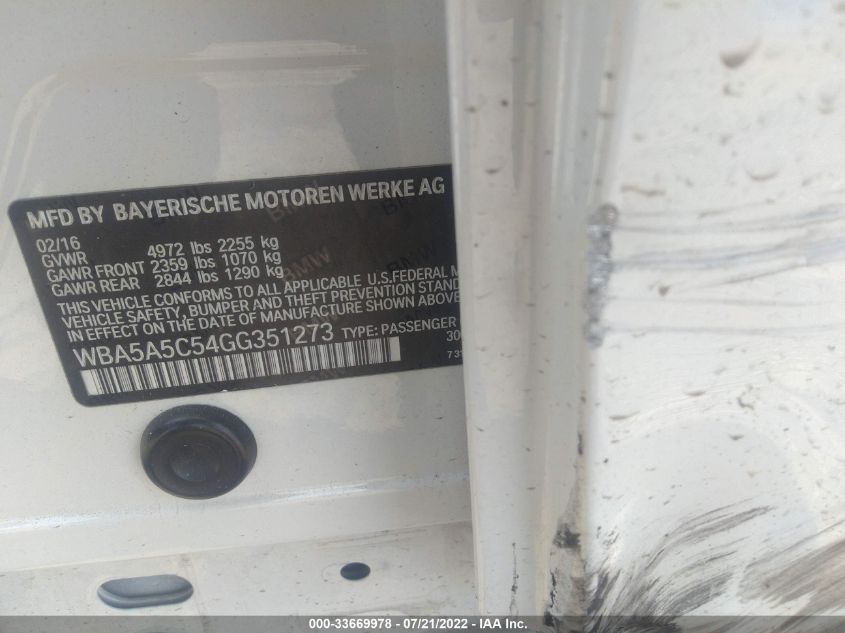 MFD BY BAYERISCHE MOTOREN WERKE AG
02/16
GVWR 4972 lbs 2255 kg
GAWR FRONT 2359 lbs 1070 kg
GAWR REAR 2844 lbs 1290 kg
THIS VEHICLE CONFORMS TO ALL APPLICABLE U.S.FEDERAL M
VEHICLE SAFETY, BUMPER AND THEFT PREVENTION STAND
IN EFFECT ON THE DATE OF MANUFACTURE SHOWN ABOVE
WBA5A5C54GG351273 TYPE: PASSENGER
30
73
BMW
000-33669978 - 07/21/2022 - IAA Inc.